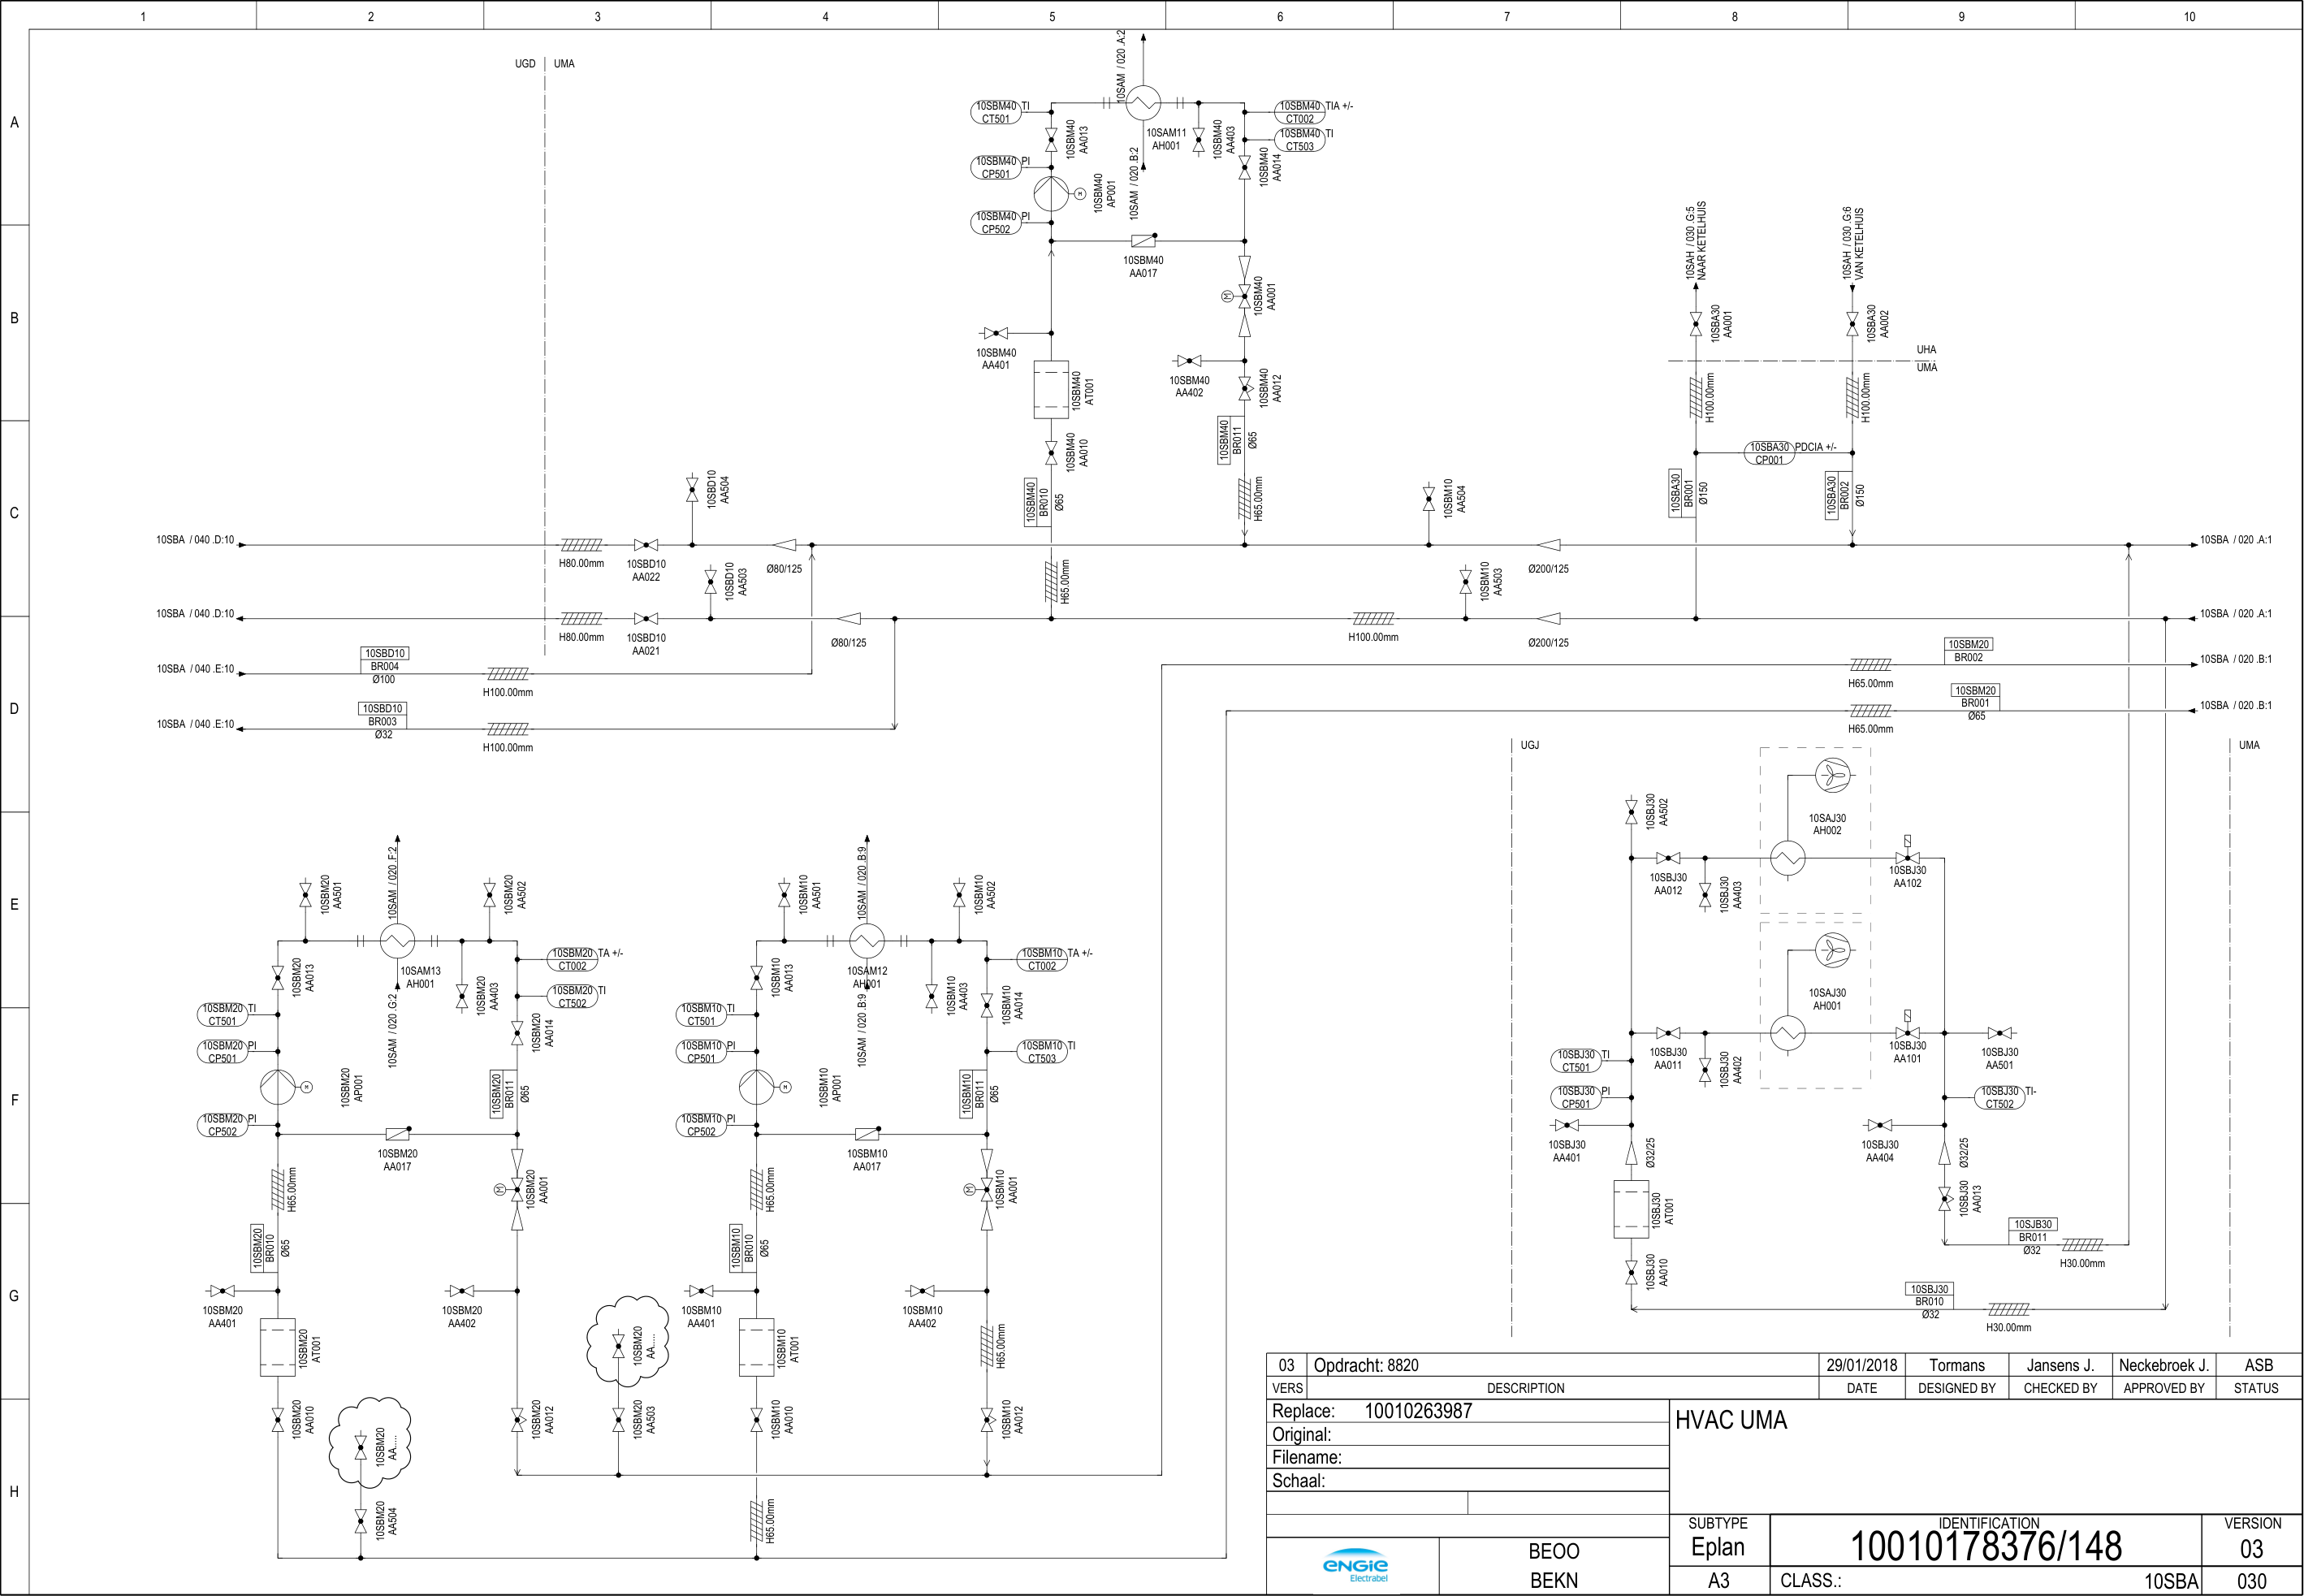 1 2 3 4 5 6 7 8 9 10
A
B
C
D
E
F
G
H
UGD UMA
10SAM / 020 .A:2
10SBM40 TI
CT501
10SBM40
AA013
10SBM40 PI
CP501
10SBM40
AP001
10SBM40 PI
CP502
10SAM11
AH001
10SAM / 020 .B:2
10SBM40
AA403
10SBM40 TIA +/-
CT002
10SBM40 TI
CT503
10SBM40
AA014
10SBM40
AA017
10SBM40
AA001
10SBM40
AA401
10SBM40
AT001
10SBM40
AA402
10SBM40
AA012
10SBM40
BR011
Ø65
10SBM40
AA010
10SBM40
BR010
Ø65
H65.00mm
H65.00mm
10SAH / 030 .G:5
NAAR KETELHUIS
10SAH / 030 .G:6
VAN KETELHUIS
10SBA30
AA001
10SBA30
AA002
UHA
UMA
H100.00mm
H100.00mm
10SBA30 PDCIA +/-
CP001
10SBA30
BR001
Ø150
10SBA30
BR002
Ø150
10SBD10
AA504
10SBM10
AA504
10SBA / 040 .D:10
H80.00mm
10SBD10
AA022
Ø80/125
Ø200/125
10SBA / 020 .A:1
10SBD10
AA503
10SBM10
AA503
10SBA / 040 .D:10
H80.00mm
10SBD10
AA021
Ø80/125
H100.00mm
Ø200/125
10SBA / 020 .A:1
10SBA / 040 .E:10
10SBD10
BR004
Ø100
H100.00mm
10SBM20
BR002
H65.00mm
10SBA / 020 .B:1
10SBA / 040 .E:10
10SBD10
BR003
Ø32
H100.00mm
10SBM20
BR001
Ø65
H65.00mm
10SBA / 020 .B:1
UGJ
UMA
10SBM20
AA501
10SAM / 020 .F:2
10SBM20
AA502
10SBM20
AA013
10SAM13
AH001
10SAM / 020 .G:2
10SBM20
AA403
10SBM20 TA +/-
CT002
10SBM20 TI
CT502
10SBM20
AA014
10SBM20 TI
CT501
10SBM20 PI
CP501
10SBM20
AP001
10SBM20 PI
CP502
10SBM20
BR011
Ø65
10SBM20
AA017
10SBM20
AA001
H65.00mm
10SBM20
BR010
Ø65
10SBM20
AA401
10SBM20
AA402
10SBM20
AT001
10SBM20
AA010
10SBM20
AA012
10SBM20
AA....
10SBM20
AA504
10SBM20
AA....
10SBM20
AA503
10SBM10
AA501
10SAM / 020 .B:9
10SBM10
AA502
10SBM10
AA013
10SAM12
AH001
10SAM / 020 .B:9
10SBM10
AA403
10SBM10 TA +/-
CT002
10SBM10
AA014
10SBM10 TI
CT501
10SBM10 PI
CP501
10SBM10 TI
CT503
10SBM10
AP001
10SBM10 PI
CP502
10SBM10
BR011
Ø65
10SBM10
AA017
10SBM10
AA001
H65.00mm
10SBM10
BR010
Ø65
10SBM10
AA401
10SBM10
AA402
10SBM10
AT001
H65.00mm
10SBM10
AA010
10SBM10
AA012
H65.00mm
10SBJ30
AA502
10SAJ30
AH002
10SBJ30
AA012
10SBJ30
AA403
10SBJ30
AA102
10SAJ30
AH001
10SBJ30
AA011
10SBJ30
AA402
10SBJ30
AA101
10SBJ30
AA501
10SBJ30 TI
CT501
10SBJ30 PI
CP501
10SBJ30 TI-
CT502
10SBJ30
AA401
Ø32/25
10SBJ30
AA404
Ø32/25
10SBJ30
AT001
10SBJ30
AA013
10SJB30
BR011
Ø32
H30.00mm
10SBJ30
AA010
10SBJ30
BR010
Ø32
H30.00mm
03 Opdracht: 8820 29/01/2018 Tormans Jansens J. Neckebroek J. ASB
VERS DESCRIPTION DATE DESIGNED BY CHECKED BY APPROVED BY STATUS
Replace: 10010263987
Original:
Filename:
Schaal:
HVAC UMA
ENGIE
Electrabel
BEOO
BEKN
SUBTYPE IDENTIFICATION VERSION
Eplan 10010178376/148 03
A3 CLASS.: 10SBA 030